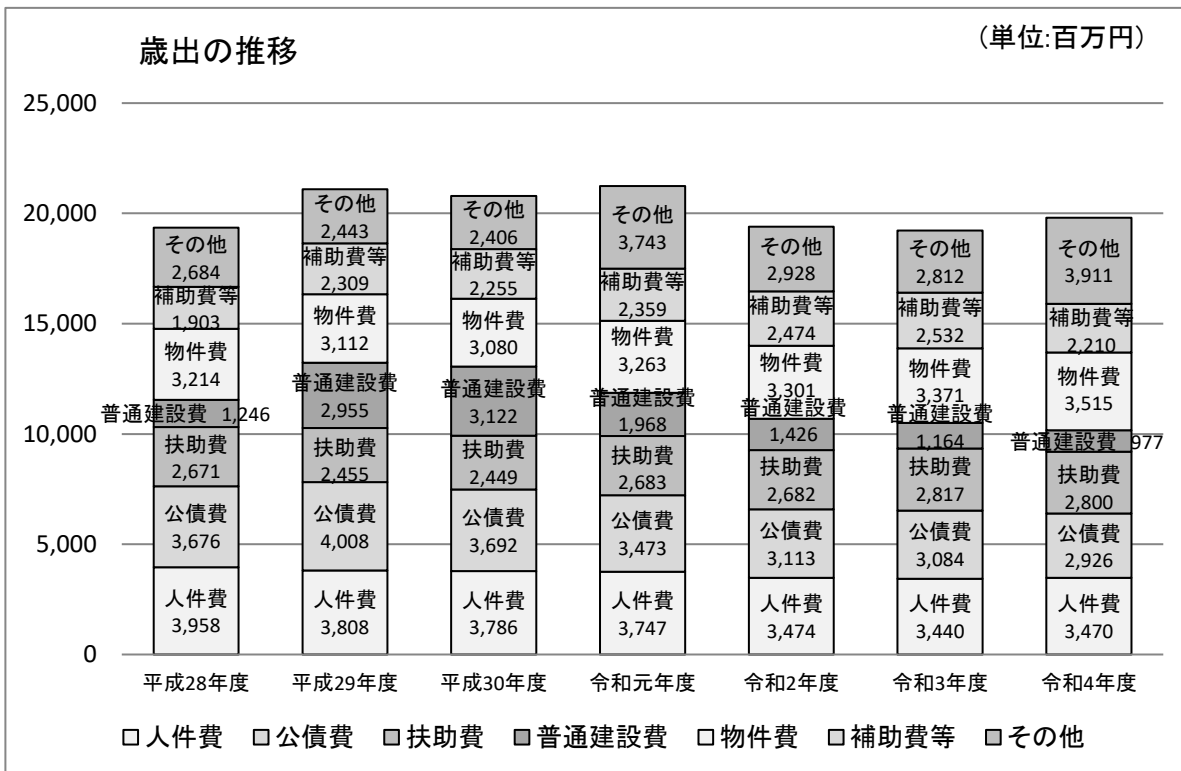 歳出の推移
(単位:百万円)
25,000
20,000
15,000
10,000
5,000
0
その他
2,684
補助費等
1,903
物件費
3,214
普通建設費 1,246
扶助費
2,671
公債費
3,676
人件費
3,958
平成28年度
その他
2,443
補助費等
2,309
物件費
3,112
普通建設費
2,955
扶助費
2,455
公債費
4,008
人件費
3,808
平成29年度
その他
2,406
補助費等
2,255
物件費
3,080
普通建設費
3,122
扶助費
2,449
公債費
3,692
人件費
3,786
平成30年度
その他
3,743
補助費等
2,359
物件費
3,263
普通建設費
1,968
扶助費
2,683
公債費
3,473
人件費
3,747
令和元年度
その他
2,928
補助費等
2,474
物件費
3,301
普通建設費
1,426
扶助費
2,682
公債費
3,113
人件費
3,474
令和2年度
その他
2,812
補助費等
2,532
物件費
3,371
普通建設費
1,164
扶助費
2,817
公債費
3,084
人件費
3,440
令和3年度
その他
3,911
補助費等
2,210
物件費
3,515
普通建設費 977
扶助費
2,800
公債費
2,926
人件費
3,470
令和4年度
人件費 公債費 扶助費 普通建設費 物件費 補助費等 その他